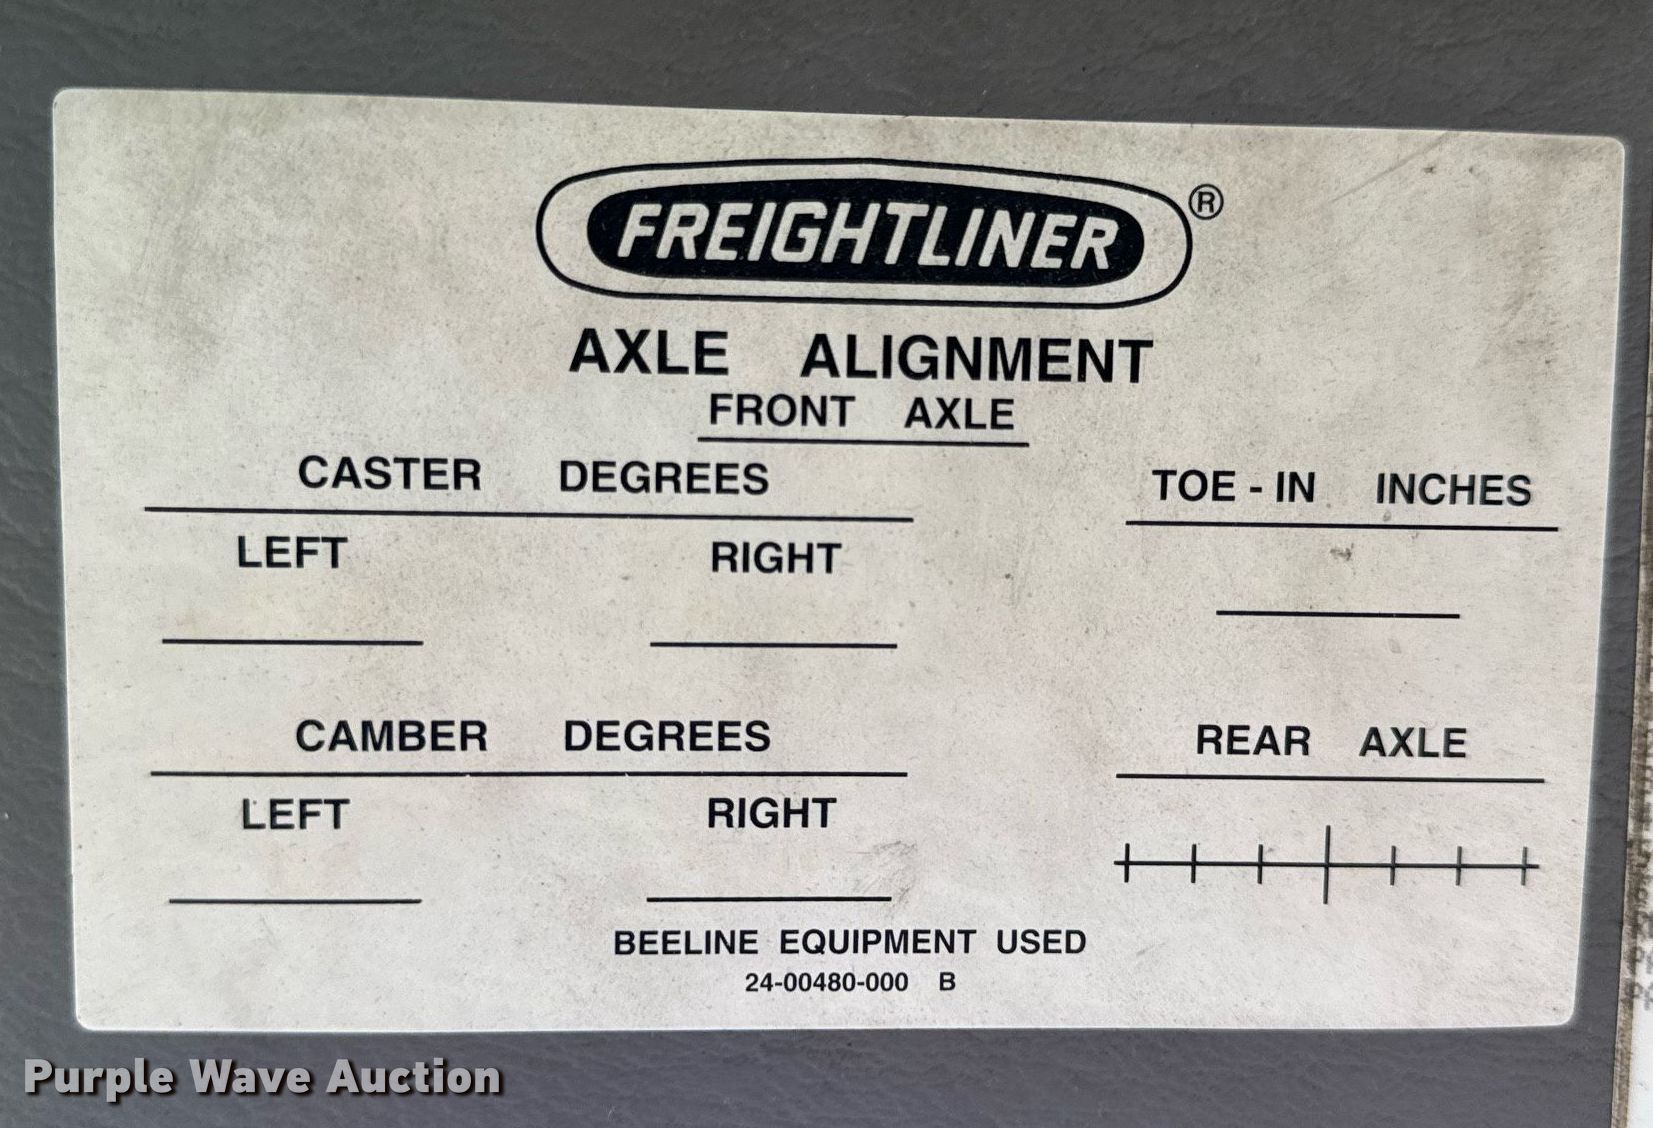 FREIGHTLINER ®
AXLE ALIGNMENT
FRONT AXLE
CASTER DEGREES
TOE - IN INCHES
LEFT RIGHT
CAMBER DEGREES
REAR AXLE
LEFT RIGHT
BEELINE EQUIPMENT USED
24-00480-000 B
Purple Wave Auction